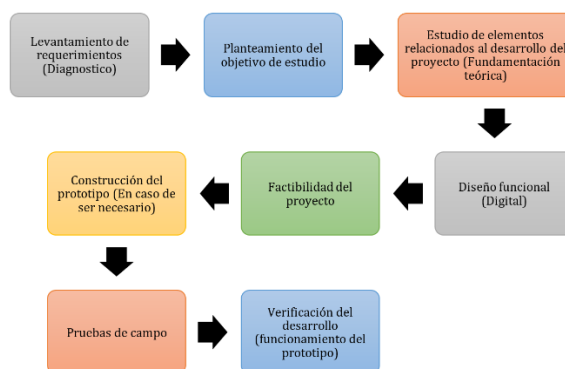 Levantamiento de
requerimientos
(Diagnostico)
Planteamiento del
objetivo de estudio
Estudio de elementos
relacionados al desarrollo del
proyecto (Fundamentación
teórica)
Diseño funcional
(Digital)
Factibilidad del
proyecto
Construcción del
prototipo (En caso de
ser necesario)
Pruebas de campo
Verificación del
desarrollo
(funcionamiento del
prototipo)